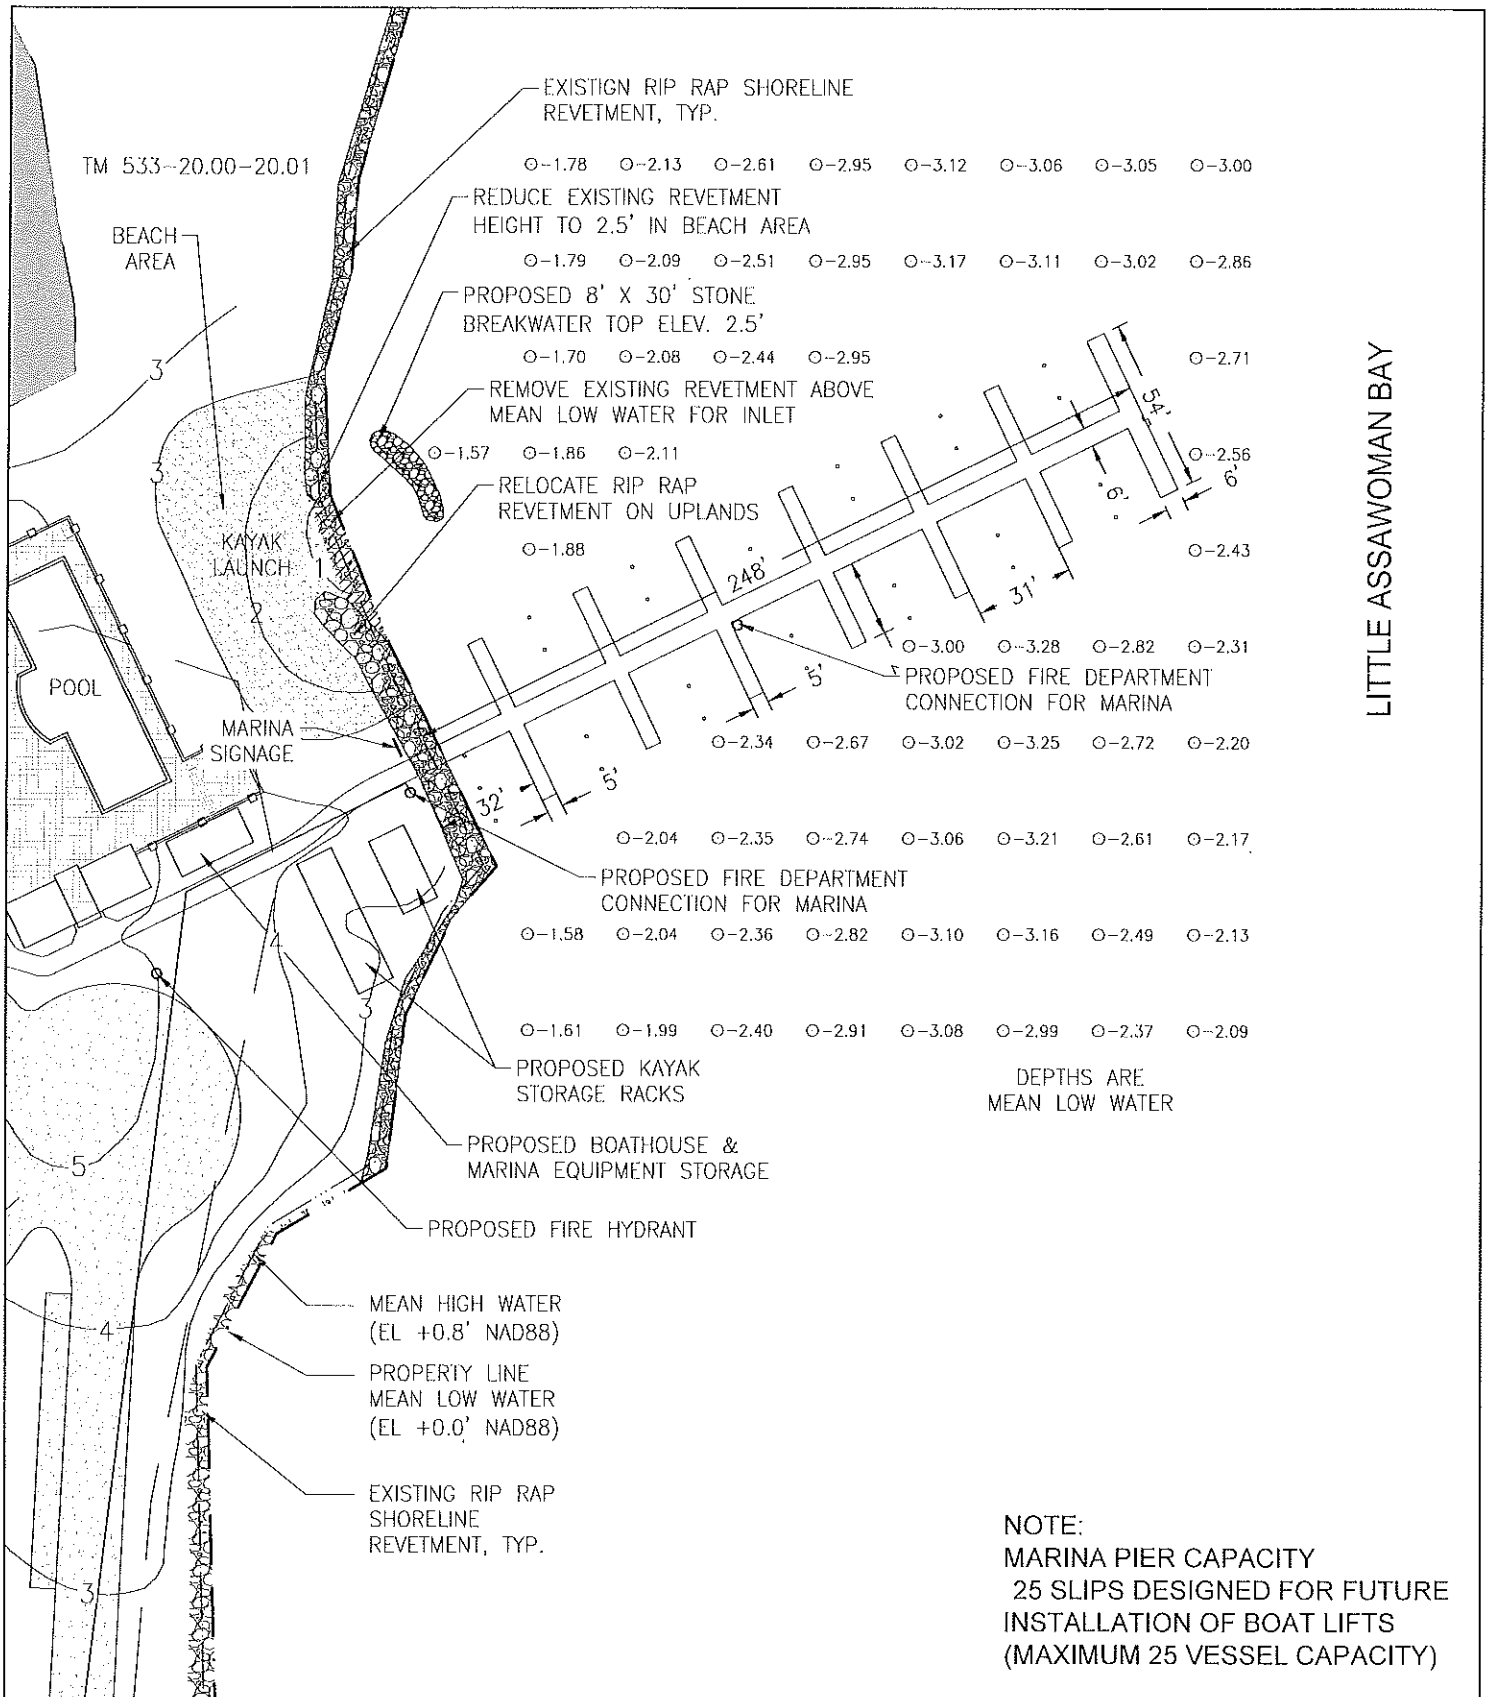 EXISTIGN RIP RAP SHORELINE
REVETMENT, TYP.
TM 533-20.00-20.01
-1.78 -2.13 -2.61 -2.95 -3.12 -3.06 -3.05 -3.00
REDUCE EXISTING REVETMENT
HEIGHT TO 2.5' IN BEACH AREA
BEACH
AREA
-1.79 -2.09 -2.51 -2.95 -3.17 -3.11 -3.02 -2.86
PROPOSED 8' X 30' STONE
BREAKWATER TOP ELEV. 2.5'
-1.70 -2.08 -2.44 -2.95 -2.71
3
REMOVE EXISTING REVETMENT ABOVE
MEAN LOW WATER FOR INLET
54'
LITTLE ASSAWOMAN BAY
-1.57 -1.86 -2.11 -2.56
3
6'
6'
RELOCATE RIP RAP
REVETMENT ON UPLANDS
KAYAK
LAUNCH
1
-1.88 -2.43
248'
31'
2
-3.00 -3.28 -2.82 -2.31
PROPOSED FIRE DEPARTMENT
CONNECTION FOR MARINA
5'
POOL
MARINA
SIGNAGE
-2.34 -2.67 -3.02 -3.25 -2.72 -2.20
32'
5'
-2.04 -2.35 -2.74 -3.06 -3.21 -2.61 -2.17
PROPOSED FIRE DEPARTMENT
CONNECTION FOR MARINA
-1.58 -2.04 -2.36 -2.82 -3.10 -3.16 -2.49 -2.13
4
3
-1.61 -1.99 -2.40 -2.91 -3.08 -2.99 -2.37 -2.09
PROPOSED KAYAK
STORAGE RACKS
DEPTHS ARE
MEAN LOW WATER
PROPOSED BOATHOUSE &
MARINA EQUIPMENT STORAGE
5
PROPOSED FIRE HYDRANT
MEAN HIGH WATER
(EL +0.8' NAD88)
4
PROPERTY LINE
MEAN LOW WATER
(EL +0.0' NAD88)
EXISTING RIP RAP
SHORELINE
REVETMENT, TYP.
3
NOTE:
MARINA PIER CAPACITY
25 SLIPS DESIGNED FOR FUTURE
INSTALLATION OF BOAT LIFTS
(MAXIMUM 25 VESSEL CAPACITY)